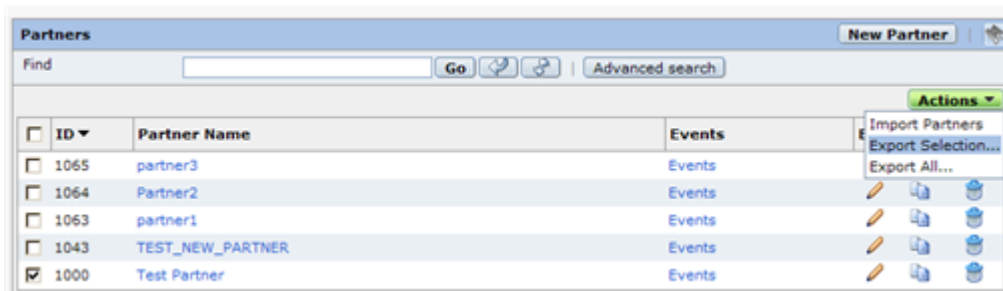 Partners New Partner |
Find Go | Advanced search
Actions
Import Partners
ID Partner Name Events E
Export Selection...
1065 partner3 Events Export All...
1064 Partner2 Events
1063 partner1 Events
1043 TEST_NEW_PARTNER Events
1000 Test Partner Events